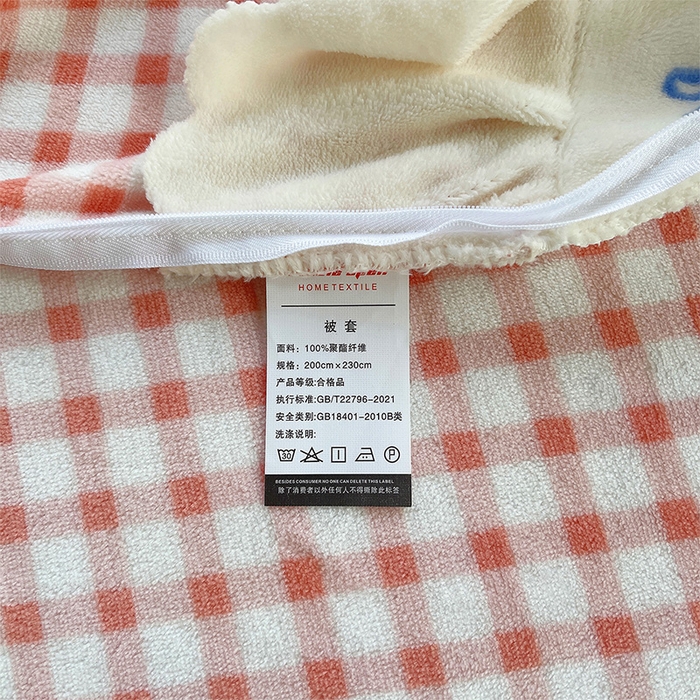 HOMETEXTILE
被套
面料：100%聚酯纤维
规格：200cm×230cm
产品等级:合格品
执行标准:GB/T22796-2021
安全类别:GB18401-2010B类
洗涤说明:
30
P
BESIDES CONSUMER NO ONE CAN DELETE THIS LABEL
除了消费者以外任何人不得撕除此标签